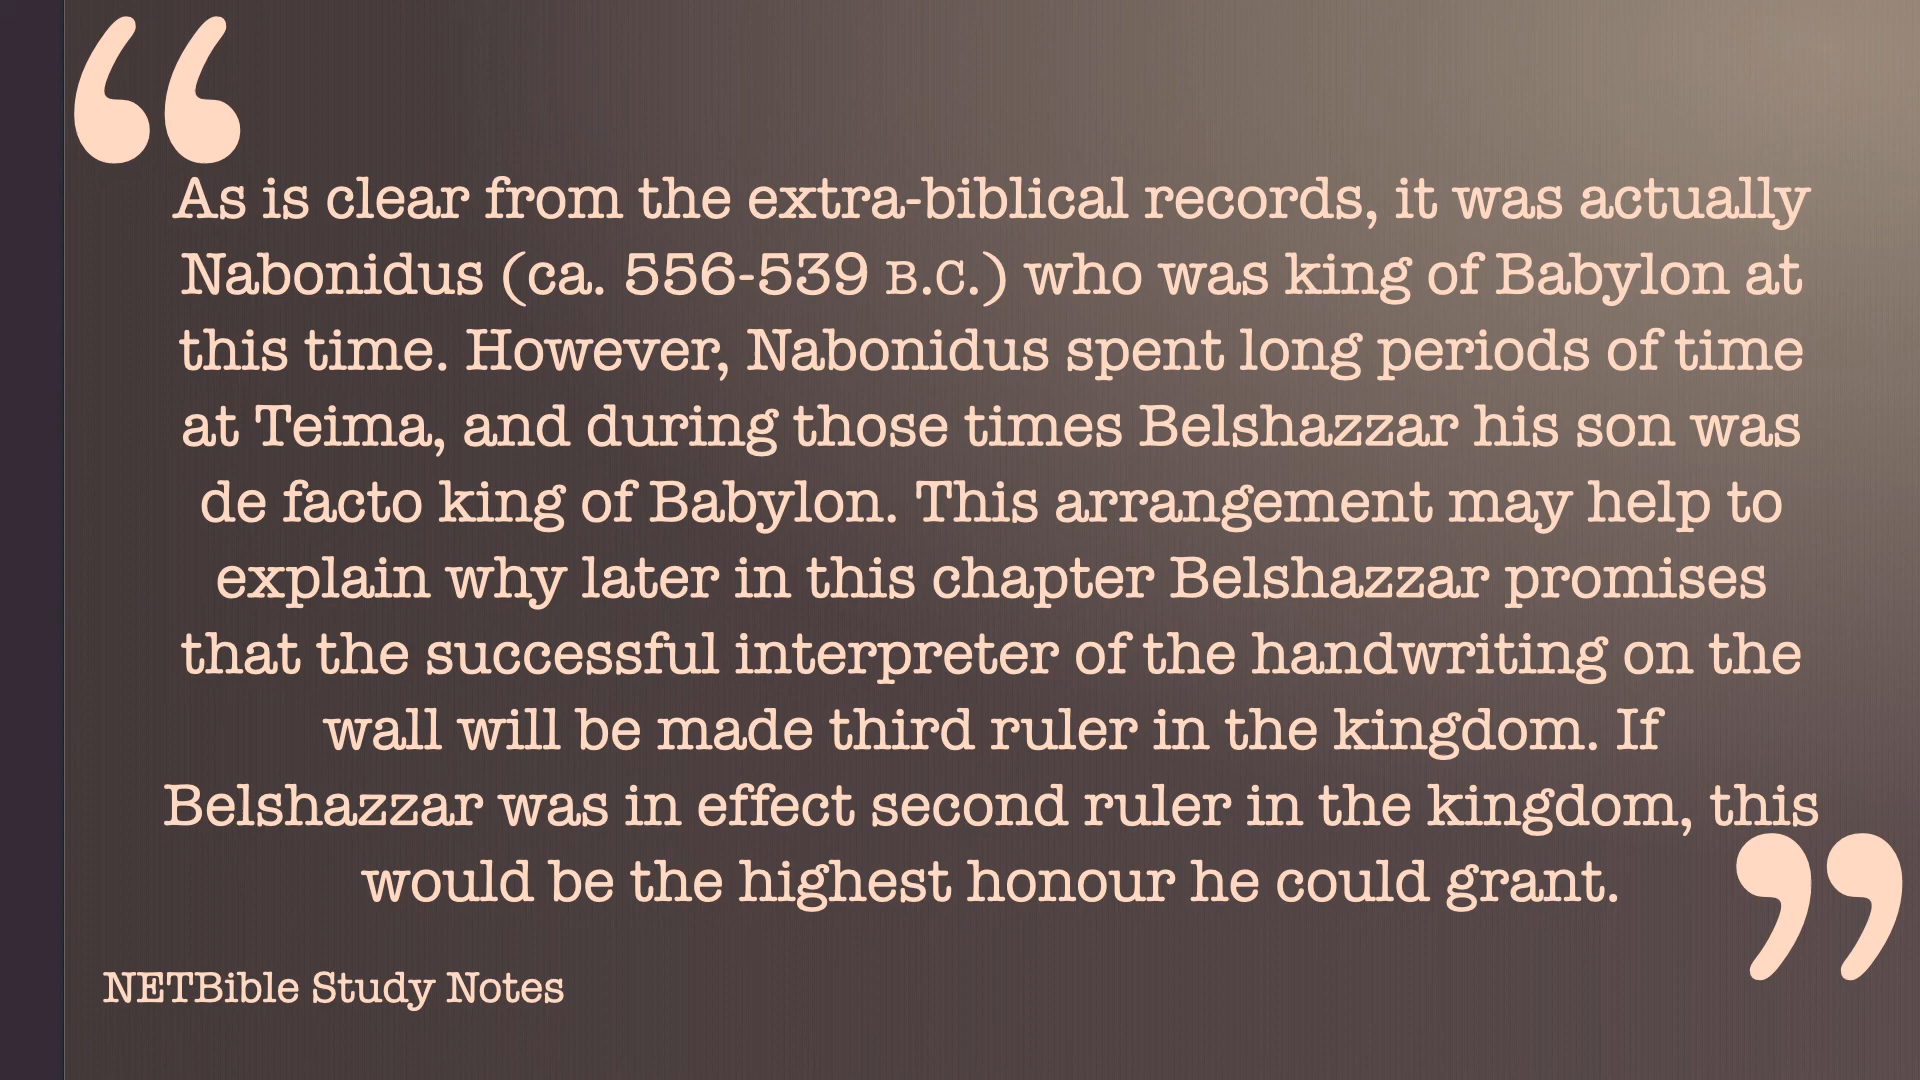 “
As is clear from the extra-biblical records, it was actually
Nabonidus (ca. 556-539 B.C.) who was king of Babylon at
this time. However, Nabonidus spent long periods of time
at Teima, and during those times Belshazzar his son was
de facto king of Babylon. This arrangement may help to
explain why later in this chapter Belshazzar promises
that the successful interpreter of the handwriting on the
wall will be made third ruler in the kingdom. If
Belshazzar was in effect second ruler in the kingdom, this
would be the highest honour he could grant.
”
NETBible Study Notes